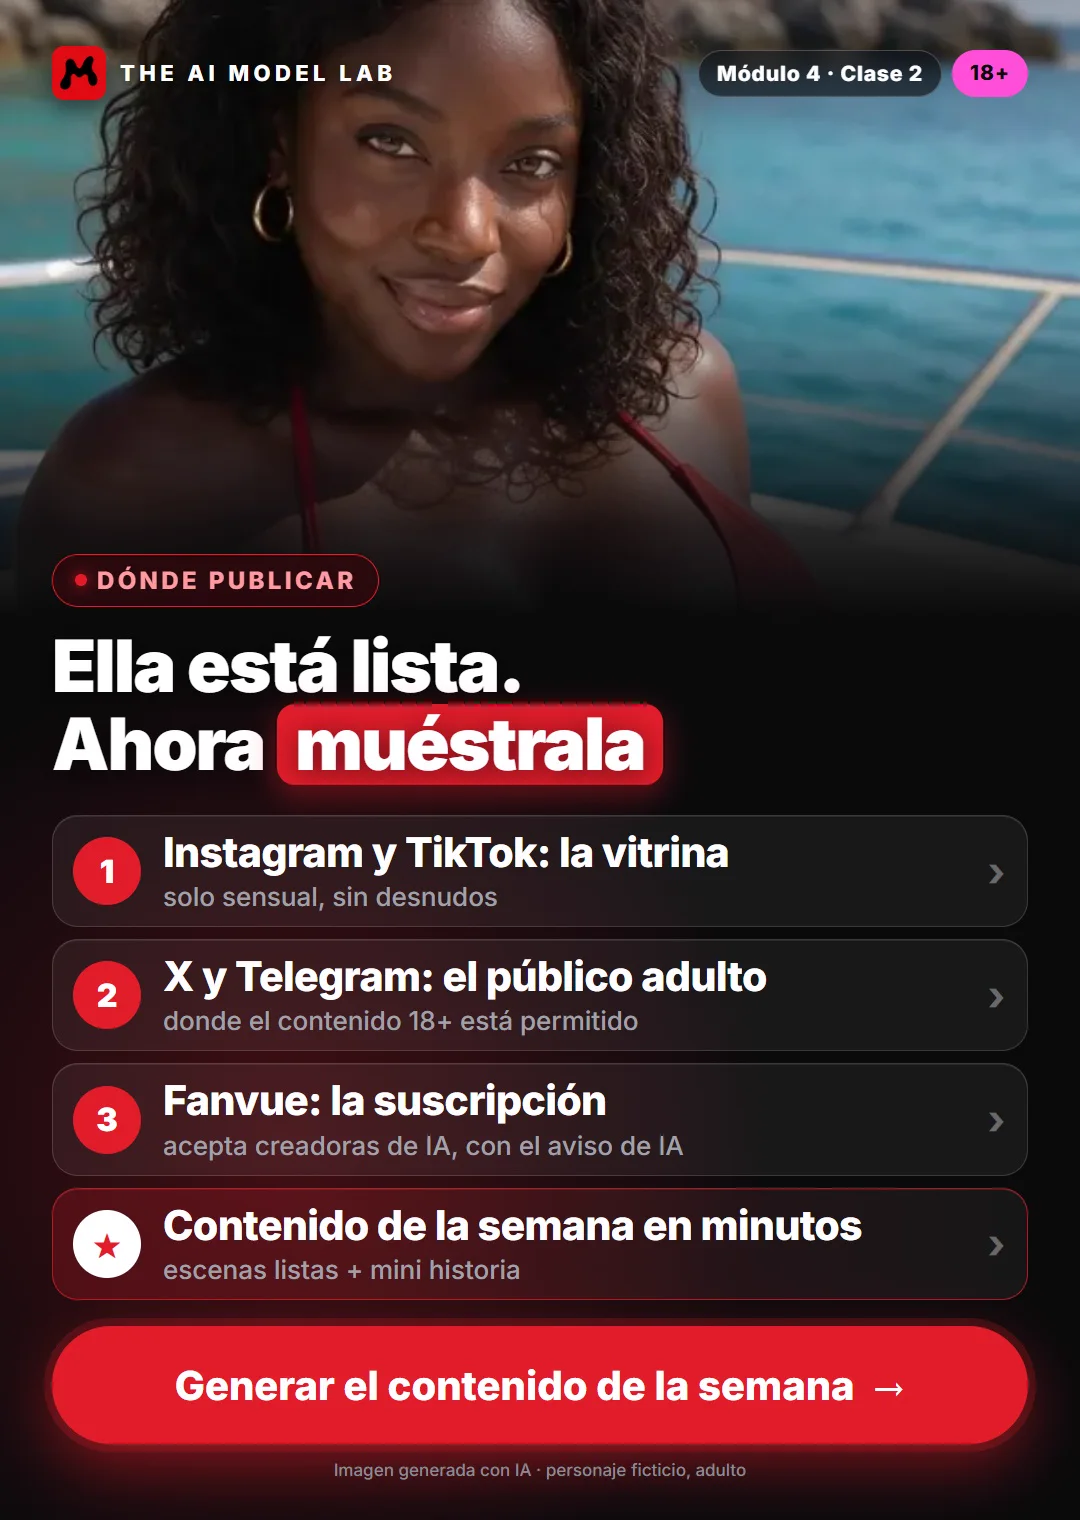 THE AI MODEL LAB
Módulo 4 · Clase 2
18+
DÓNDE PUBLICAR
Ella está lista.
Ahora muéstrala
1
Instagram y TikTok: la vitrina
solo sensual, sin desnudos
2
X y Telegram: el público adulto
donde el contenido 18+ está permitido
3
Fanvue: la suscripción
acepta creadoras de IA, con el aviso de IA
★
Contenido de la semana en minutos
escenas listas + mini historia
Generar el contenido de la semana →
Imagen generada con IA · personaje ficticio, adulto